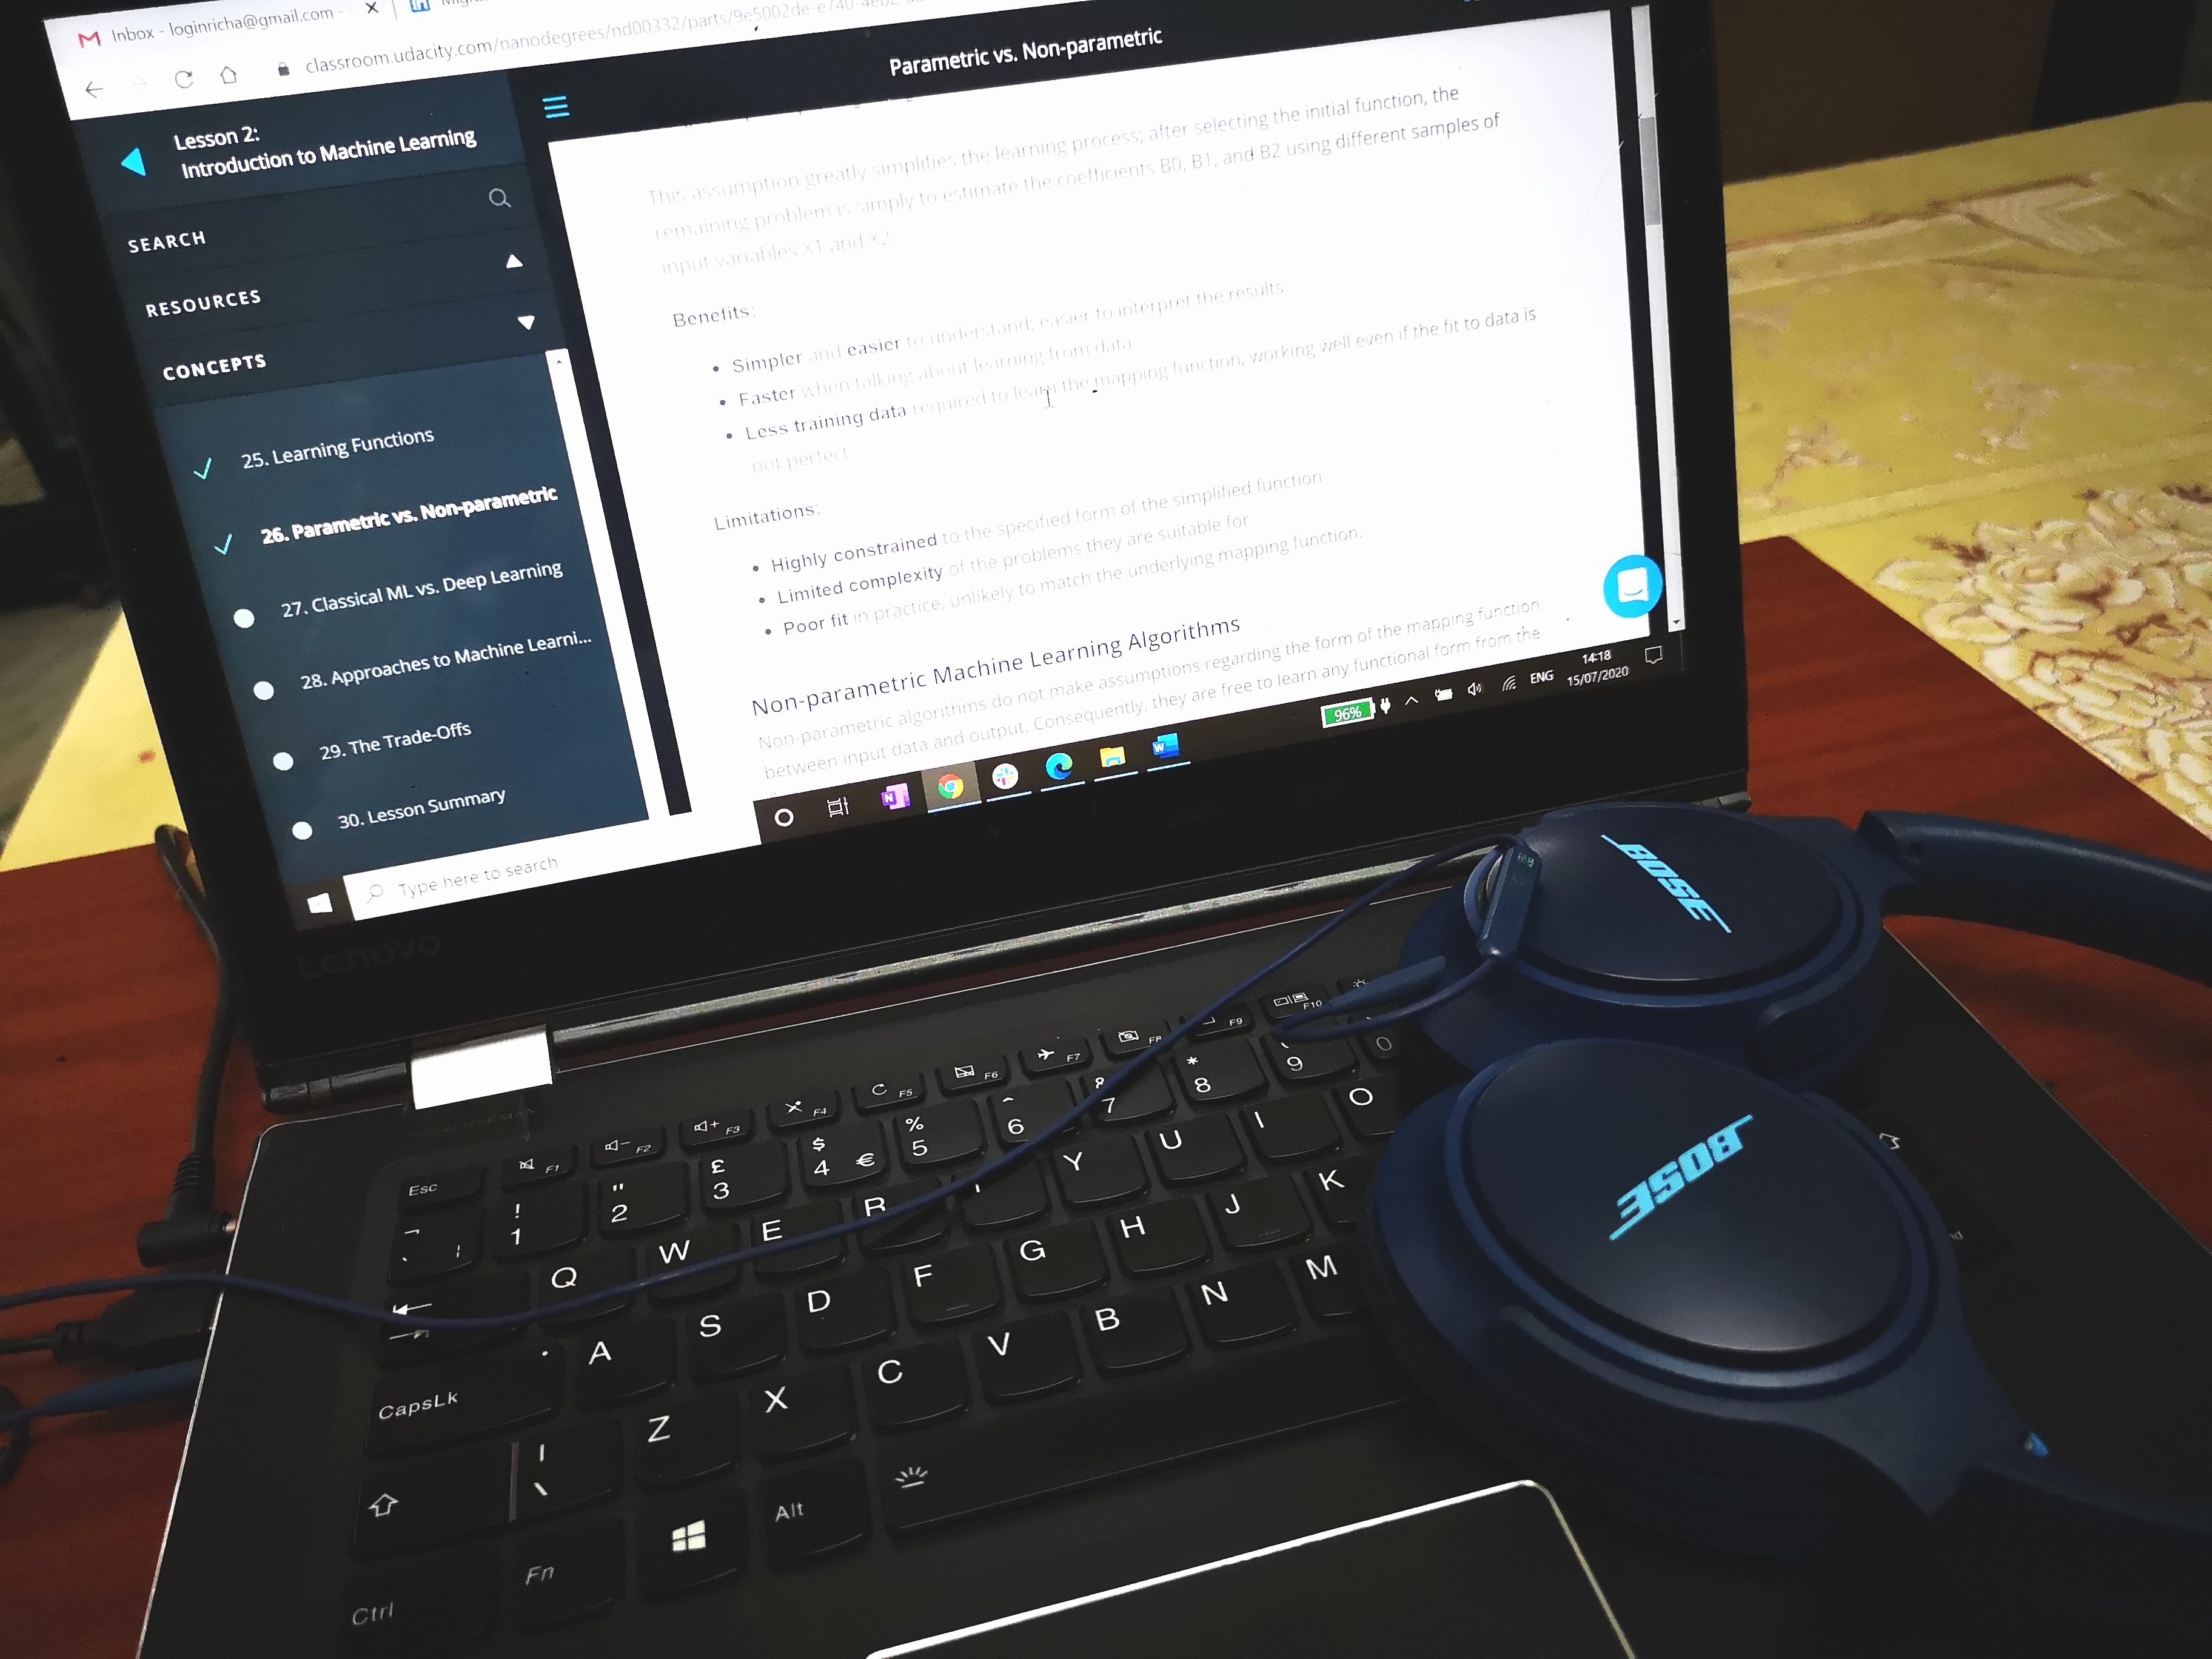 Inbox - loginricha@gmail.com -
classroom.udacity.com/nanodegrees/nd00332/parts/9e5002de-e740-4eb2-
Lesson 2:
Introduction to Machine Learning
SEARCH
RESOURCES
CONCEPTS
25. Learning Functions
26. Parametric vs. Non-parametric
27. Classical ML vs. Deep Learning
28. Approaches to Machine Learni...
29. The Trade-Offs
30. Lesson Summary
Parametric vs. Non-parametric
This assumption greatly simplifies the learning process; after selecting the initial function, the
remaining problem is simply to estimate the coefficients B0, B1, and B2 using different samples of
input variables X1 and X2.
Benefits:
• Simpler and easier to understand; easier to interpret the results
• Faster when talking about learning from data
• Less training data required to learn the mapping function, working well even if the fit to data is
not perfect
Limitations:
• Highly constrained to the specified form of the simplified function
• Limited complexity of the problems they are suitable for
• Poor fit in practice, unlikely to match the underlying mapping function.
Non-parametric Machine Learning Algorithms
Non-parametric algorithms do not make assumptions regarding the form of the mapping function
between input data and output. Consequently, they are free to learn any functional form from the
Type here to search
96%
ENG
14:18
15/07/2020
Lenovo
BOSE
BOSE
Esc F1 F2 F3 F4 F5 F6 F7 F8 F9 F10
! " £ $ % ^ & * (
1 2 3 4 € 5 6 7 8 9 0
Q W E R Y U I O
CapsLk A S D F G H J K
Z X C V B N M
Ctrl Fn Alt